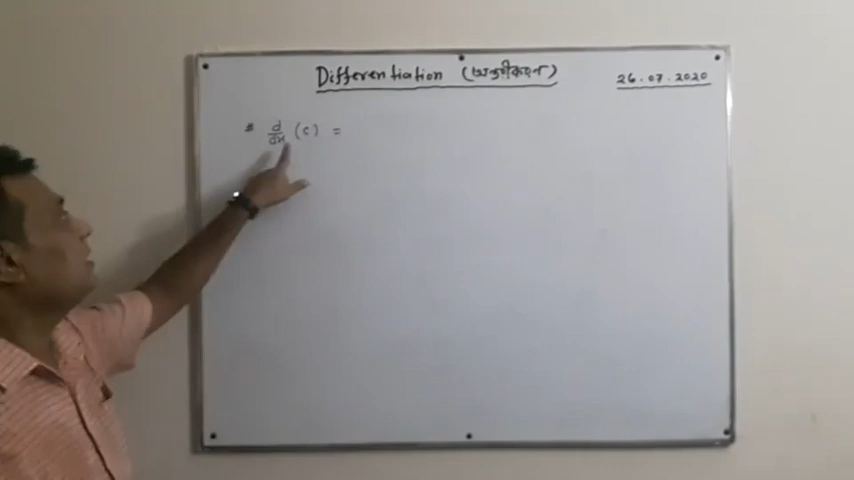 Differentiation (অন্তরীকরণ)
26.07.2020
# d/dx (c) =